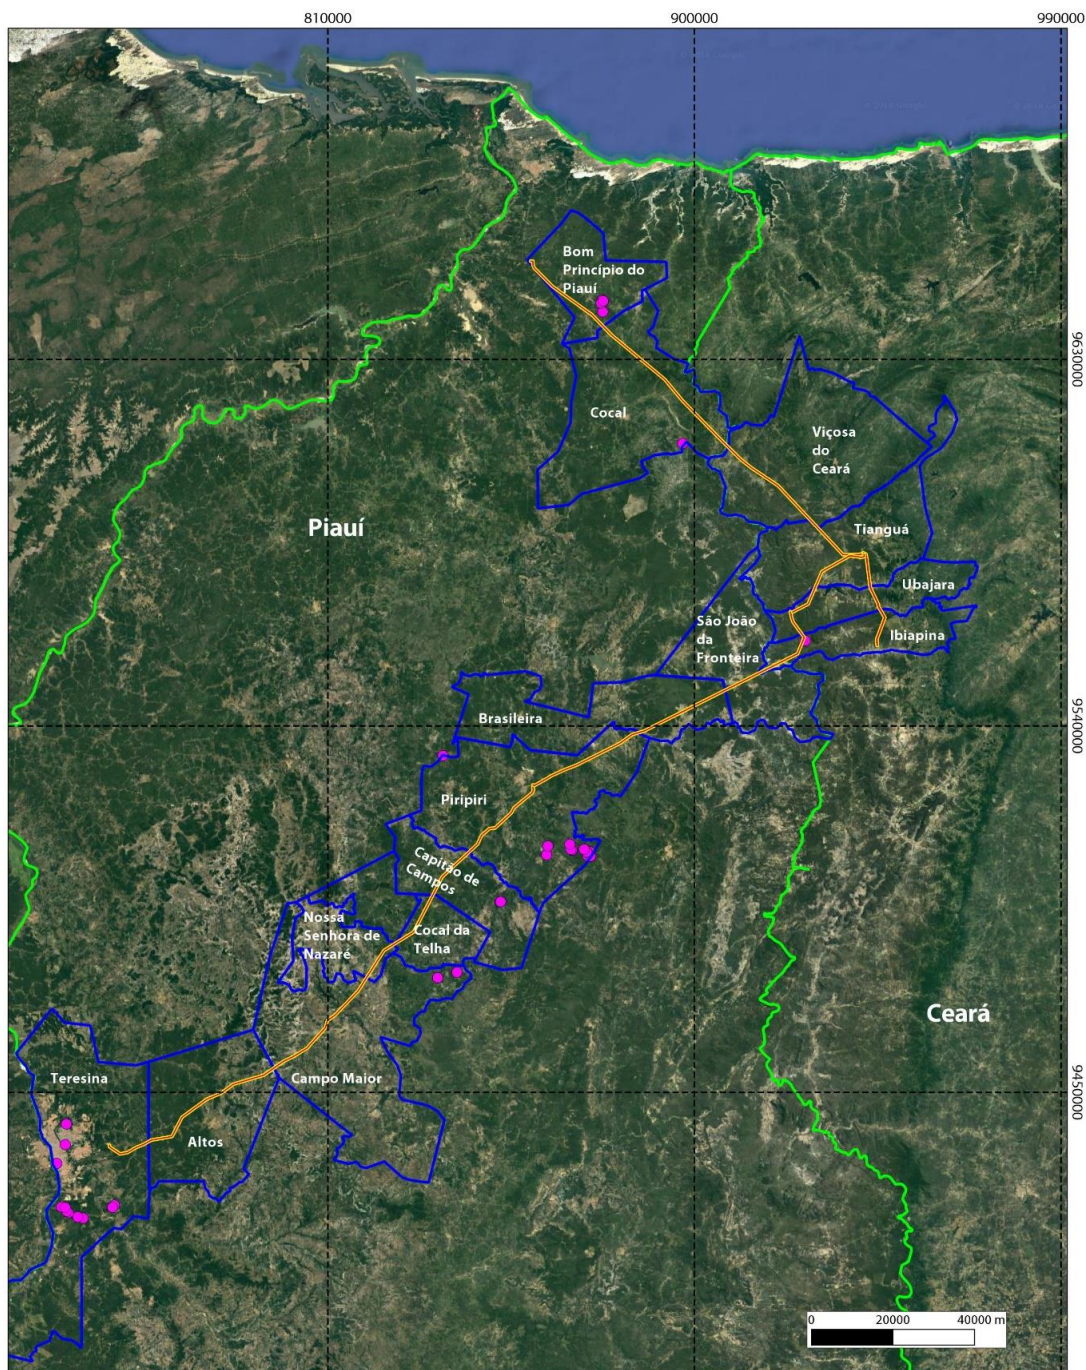 810000
900000
990000
Bom
Princípio do
Piauí
9630000
Cocal
Viçosa
do
Ceará
Piauí
Tianguá
Ubajara
São João
da
Fronteira
Ibiapina
Brasileira
9540000
Piripiri
Capitão de
Campos
Nossa
Senhora de
Nazaré
Cocal da
Telha
Ceará
Teresina
Campo Maior
9450000
Altos
0
20000
40000 m